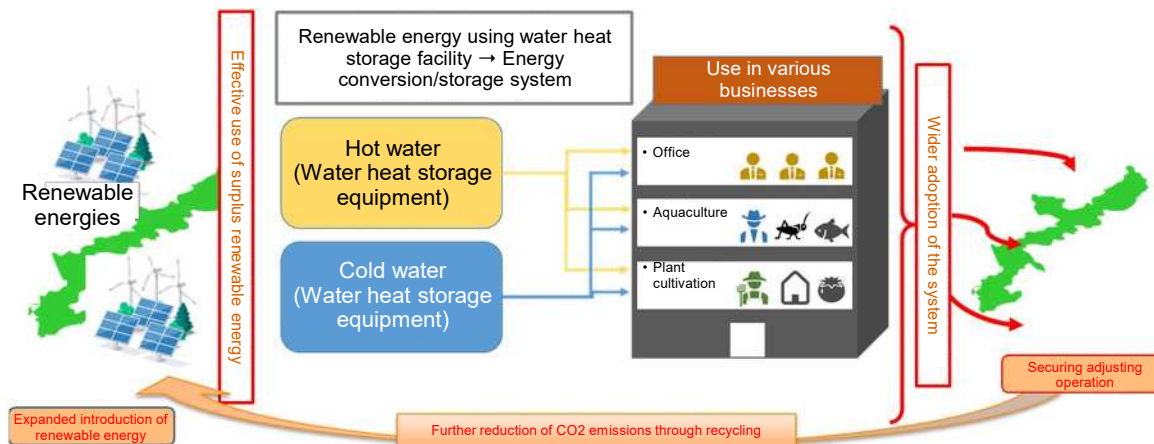 Renewable
energies
Effective use of surplus renewable energy
Renewable energy using water heat
storage facility → Energy
conversion/storage system
Hot water
(Water heat storage
equipment)
Cold water
(Water heat storage
equipment)
Use in various
businesses
• Office
• Aquaculture
• Plant
cultivation
Wider adoption of the system
Securing adjusting
operation
Further reduction of CO2 emissions through recycling
Expanded introduction of
renewable energy